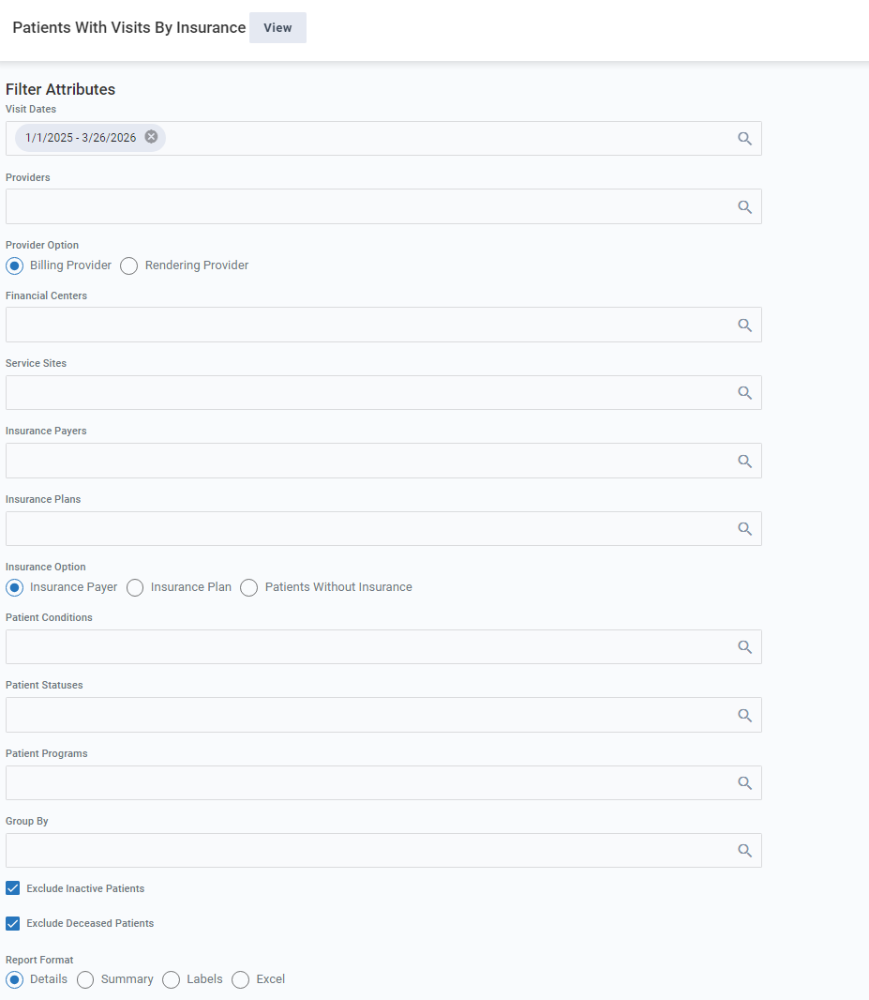 Patients With Visits By Insurance View
Filter Attributes
Visit Dates
1/1/2025 - 3/26/2026
Providers
Provider Option
Billing Provider Rendering Provider
Financial Centers
Service Sites
Insurance Payers
Insurance Plans
Insurance Option
Insurance Payer Insurance Plan Patients Without Insurance
Patient Conditions
Patient Statuses
Patient Programs
Group By
Exclude Inactive Patients
Exclude Deceased Patients
Report Format
Details Summary Labels Excel